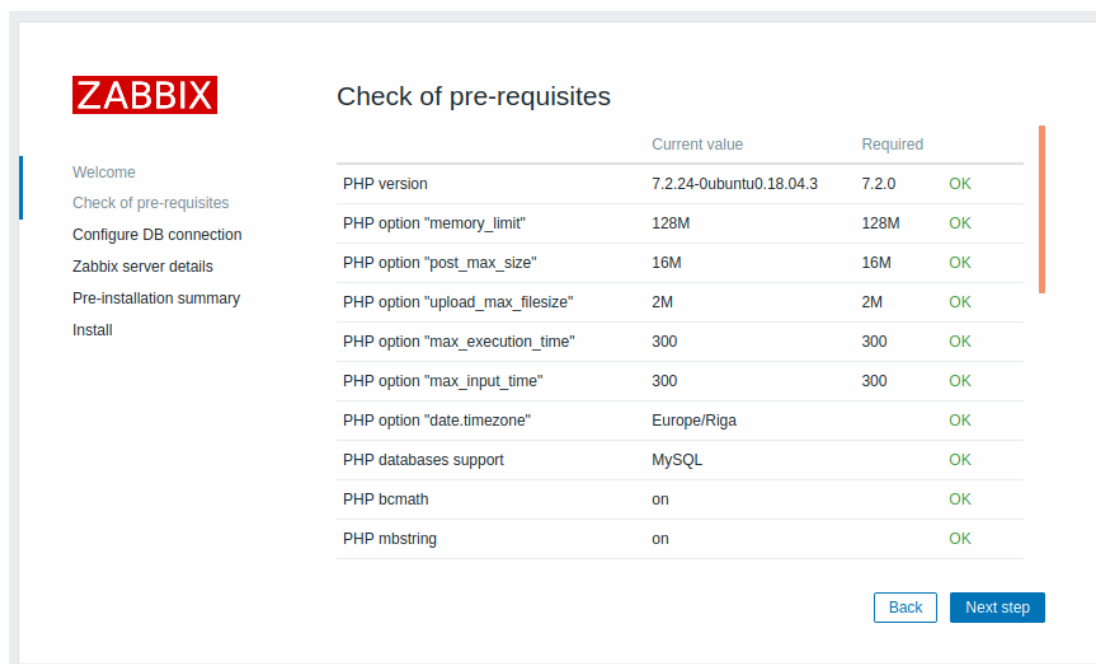 ZABBIX
Welcome
Check of pre-requisites
Configure DB connection
Zabbix server details
Pre-installation summary
Install
Check of pre-requisites
Current value Required
PHP version 7.2.24-0ubuntu0.18.04.3 7.2.0 OK
PHP option "memory_limit" 128M 128M OK
PHP option "post_max_size" 16M 16M OK
PHP option "upload_max_filesize" 2M 2M OK
PHP option "max_execution_time" 300 300 OK
PHP option "max_input_time" 300 300 OK
PHP option "date.timezone" Europe/Riga OK
PHP databases support MySQL OK
PHP bcmath on OK
PHP mbstring on OK
Back Next step